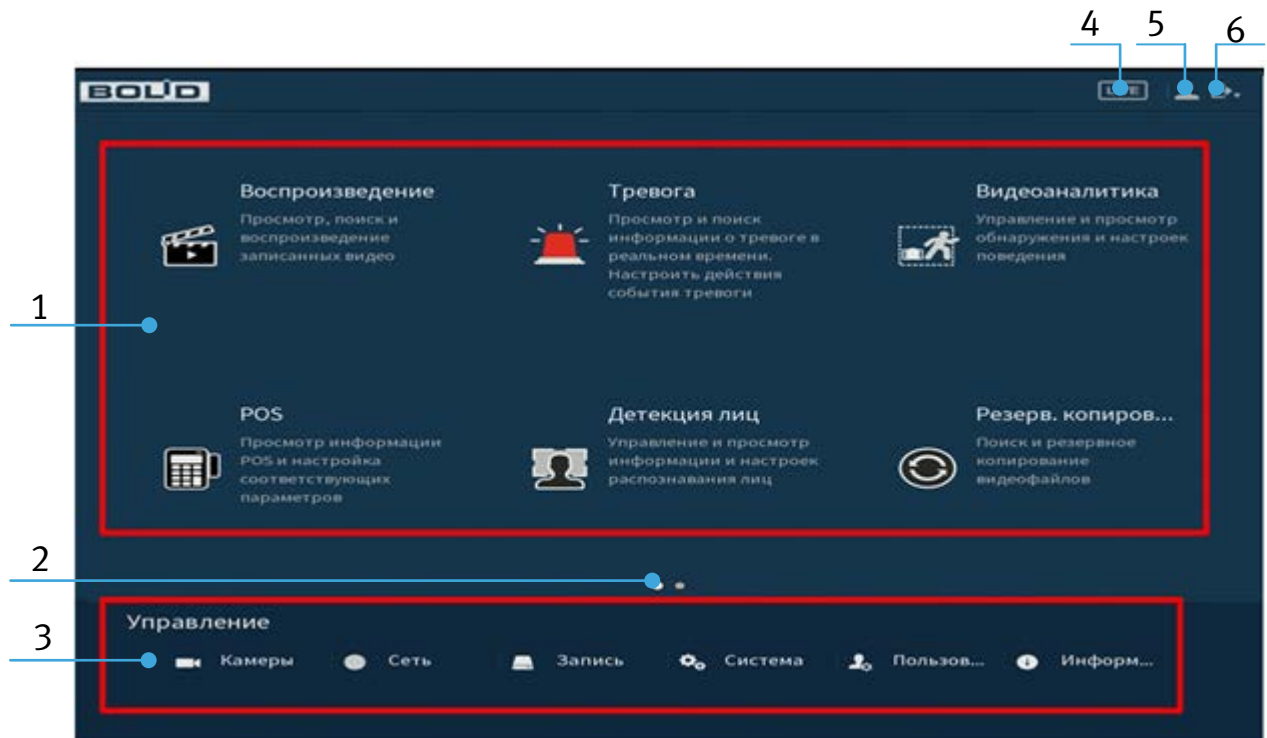 4 5 6
BOLID
LIVE
1
Воспроизведение
Просмотр, поиск и
воспроизведение
записанных видео
Тревога
Просмотр и поиск
информации о тревоге в
реальном времени.
Настроить действия
события тревоги
Видеоаналитика
Управление и просмотр
обнаружения и настроек
поведения
POS
Просмотр информации
POS и настройка
соответствующих
параметров
Детекция лиц
Управление и просмотр
информации и настроек
распознавания лиц
Резерв. копиров...
Поиск и резервное
копирование
видеофайлов
2
3
Управление
Камеры Сеть Запись Система Пользов... Информ...